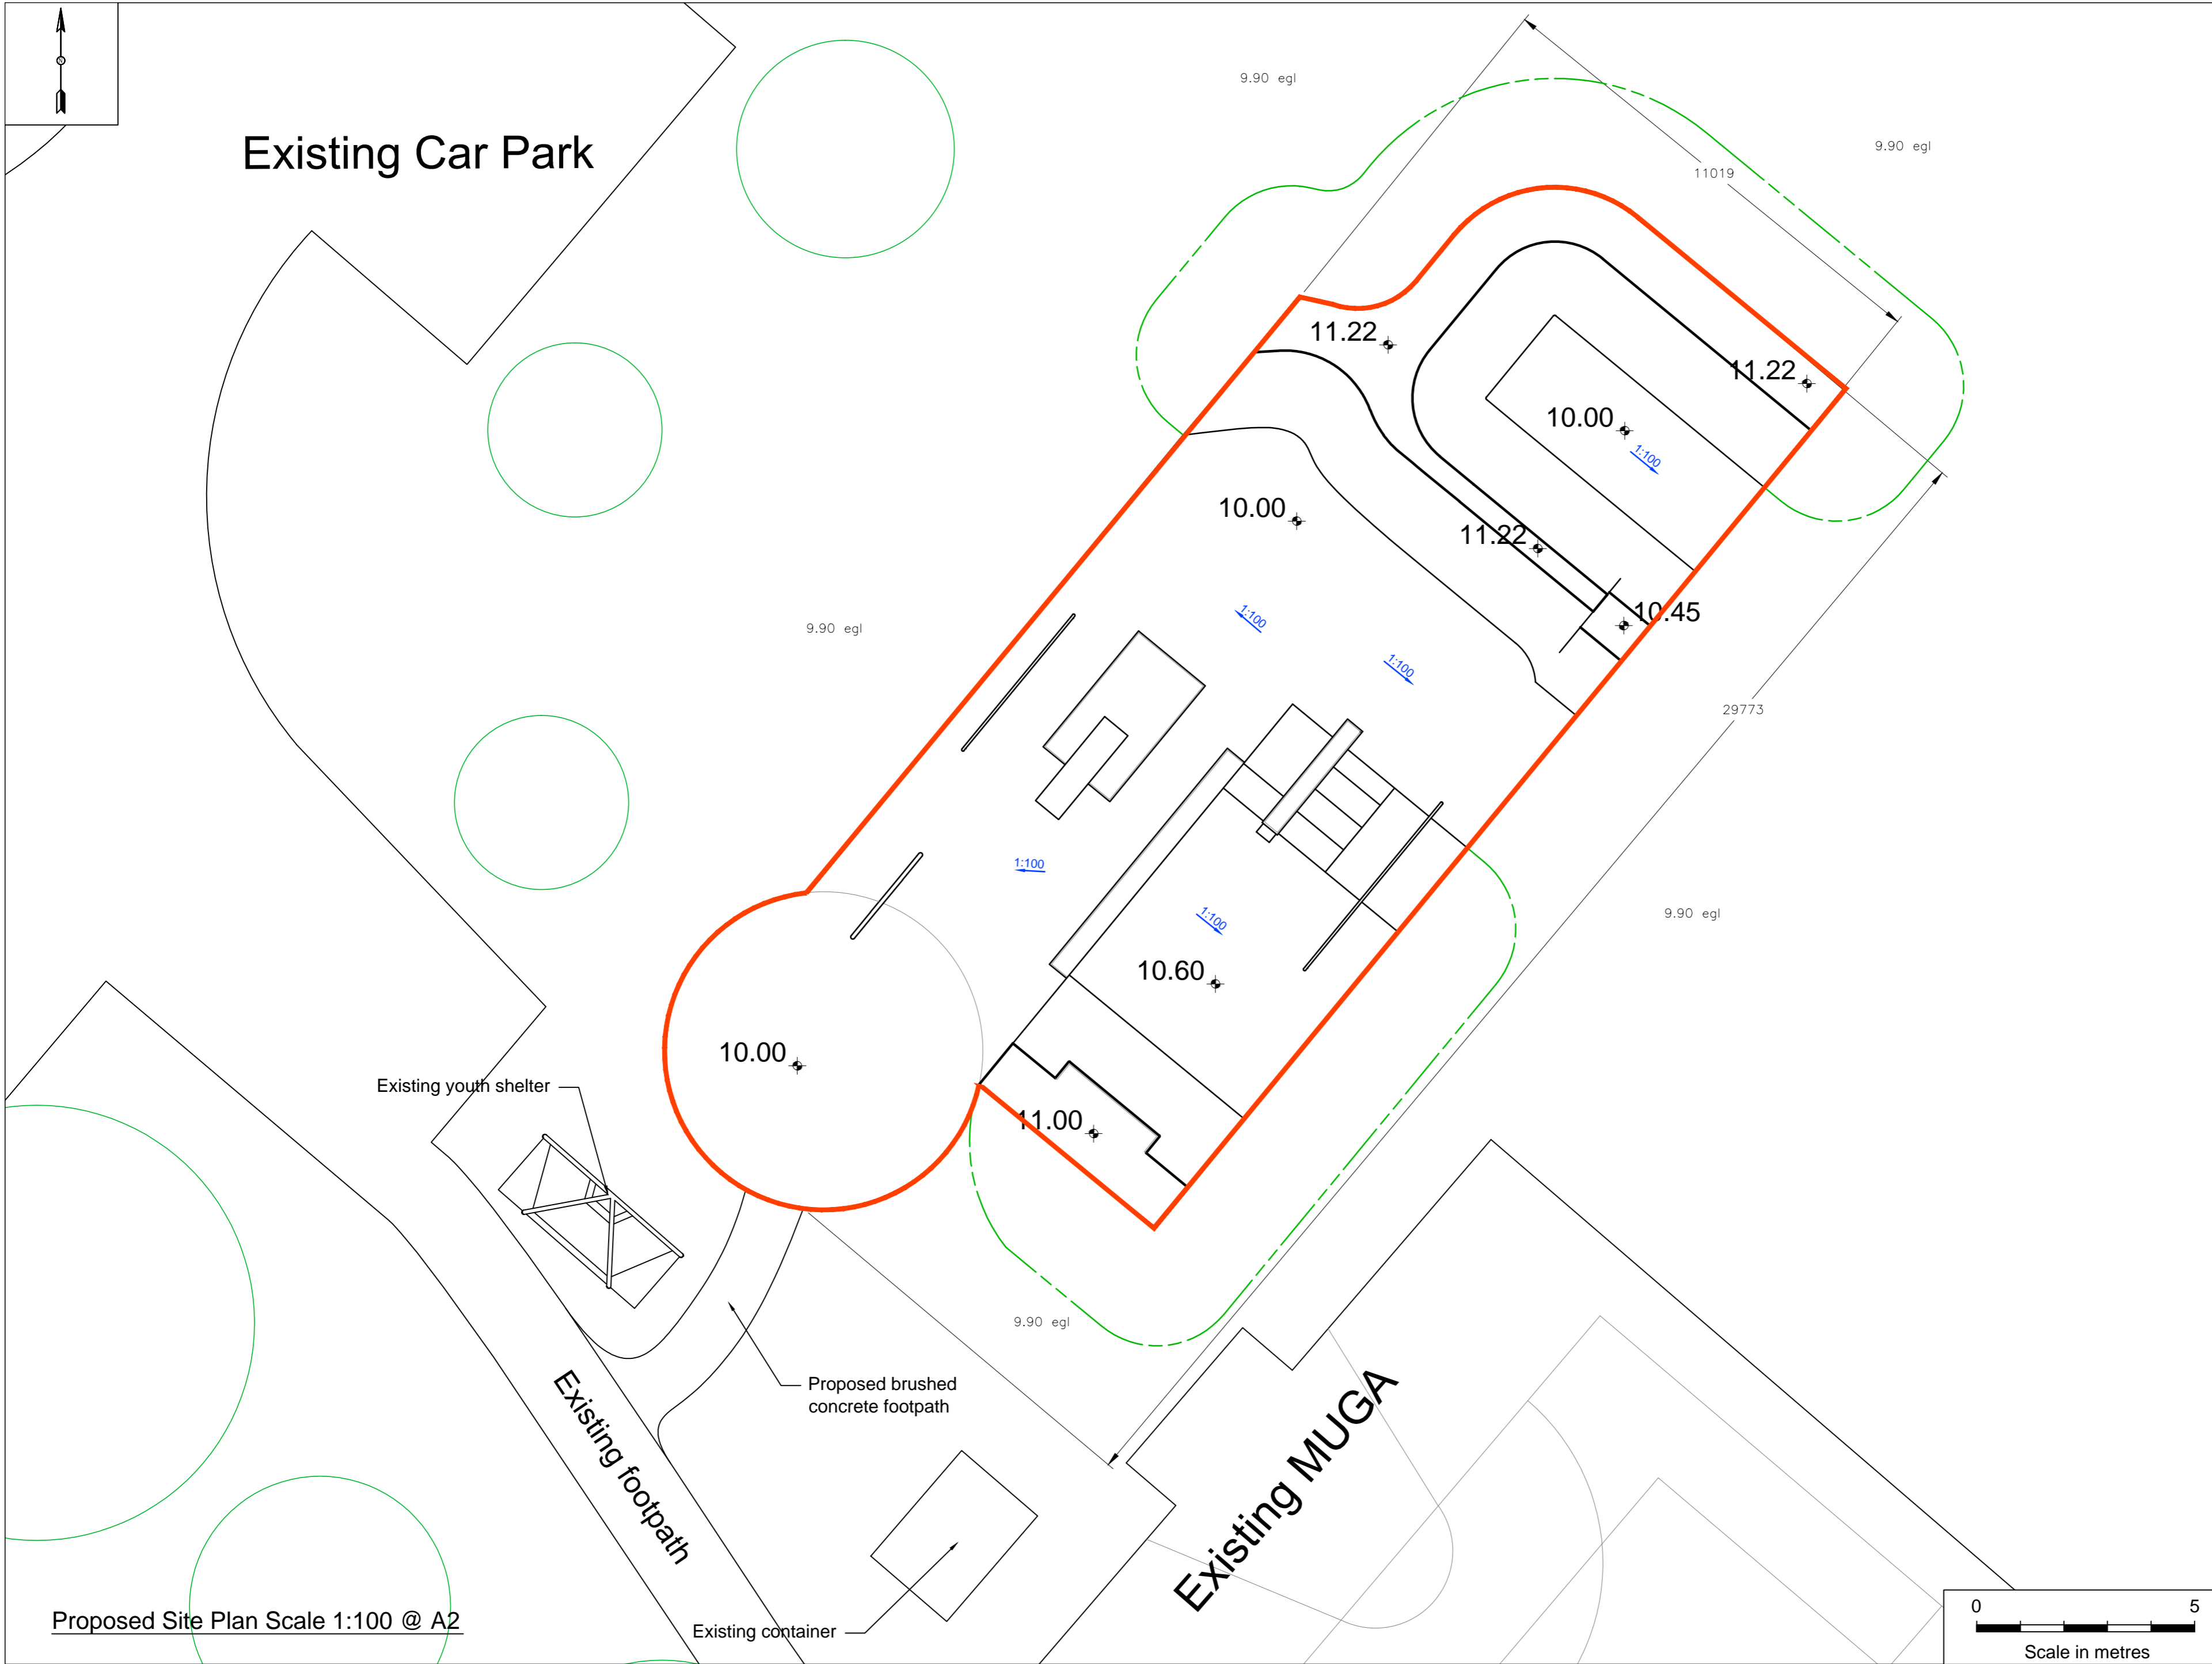 9.90 egl
Existing Car Park
9.90 egl
11019
11.22
11.22
10.00
1:100
10.00
11.22
1:100
10.45
9.90 egl
1:100
29773
1:100
1:100
9.90 egl
10.60
10.00
Existing youth shelter
11.00
9.90 egl
Proposed brushed
concrete footpath
Existing footpath
Existing MUGA
Proposed Site Plan Scale 1:100 @ A2
Existing container
0 5
Scale in metres